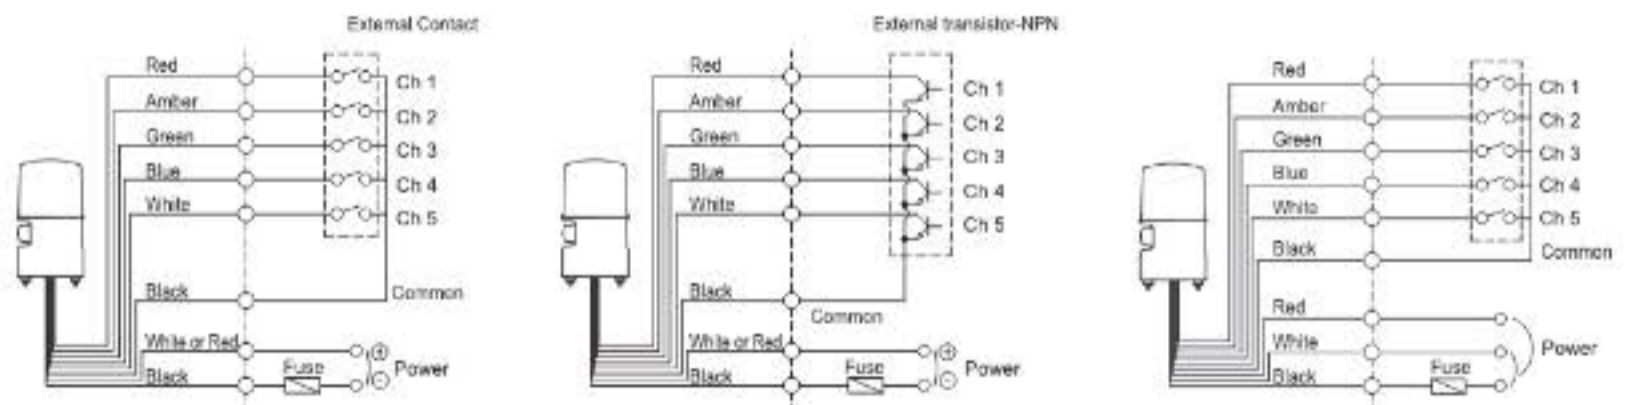 External Contact
Red
Ch 1
Amber
Ch 2
Green
Ch 3
Blue
Ch 4
White
Ch 5
Black
Common
White or Red
Fuse
Power
Black
External transistor-NPN
Red
Ch 1
Amber
Ch 2
Green
Ch 3
Blue
Ch 4
White
Ch 5
Black
Common
White or Red
Fuse
Power
Black
Red
Ch 1
Amber
Ch 2
Green
Ch 3
Blue
Ch 4
White
Ch 5
Black
Common
Red
White
Power
Fuse
Black